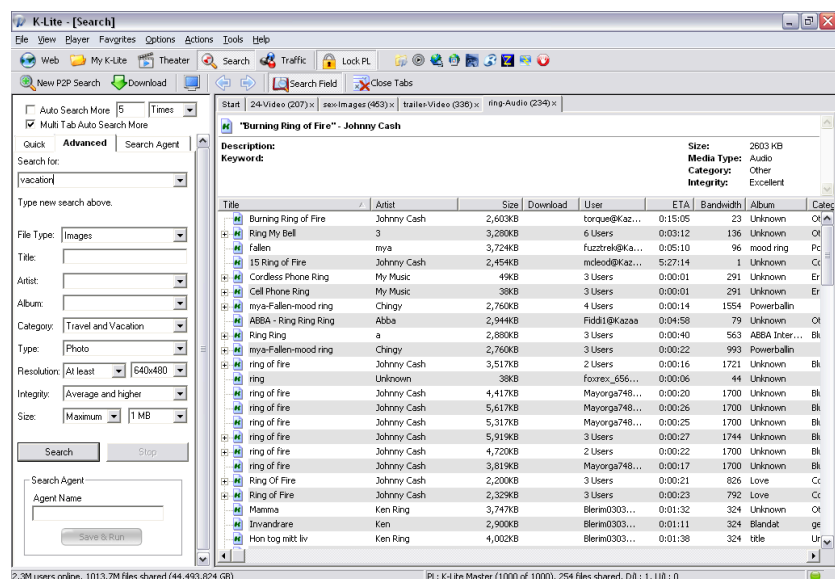 K-Lite - [Search]
File View Player Favorites Options Actions Tools Help
Web My K-Lite Theater Search Traffic Lock PL
New P2P Search Download Search Field Close Tabs
Auto Search More 5 Times
Multi Tab Auto Search More
Quick Advanced Search Agent
Search for:
vacation
Type new search above.
File Type: Images
Title:
Artist:
Album:
Category: Travel and Vacation
Type: Photo
Resolution: At least 640x480
Integrity: Average and higher
Size: Maximum 1 MB
Search Stop
Search Agent
Agent Name
Save & Run
Start 24-Video (207) x sex-Images (463) x trailer-Video (336) x ring-Audio (234) x
"Burning Ring of Fire" - Johnny Cash
Description:
Keyword:
Size: 2603 KB
Media Type: Audio
Category: Other
Integrity: Excellent
Title Artist Size Download User ETA Bandwidth Album Categ
Burning Ring of Fire Johnny Cash 2,603KB torque@Kaz... 0:15:05 23 Unknown Ot
Ring My Bell 3 3,280KB 6 Users 0:03:12 136 Unknown Ot
fallen mya 3,724KB fuzztrek@Ka... 0:05:10 96 mood ring Pc
15 Ring of Fire Johnny Cash 2,454KB mcleod@Kaz... 5:27:14 1 Unknown Cc
Cordless Phone Ring My Music 49KB 3 Users 0:00:01 291 Unknown Er
Cell Phone Ring My Music 38KB 3 Users 0:00:01 291 Unknown Er
mya-Fallen-mood ring Chingy 2,760KB 4 Users 0:00:14 1554 Powerballin
ABBA - Ring Ring Ring Abba 2,944KB Fiddi1@Kazaa 0:04:58 79 Unknown Ot
Ring Ring a 2,880KB 3 Users 0:00:40 563 ABBA Inter... Blu
mya-Fallen-mood ring Chingy 2,760KB 3 Users 0:00:22 993 Powerballin
ring of fire Johnny Cash 3,517KB 2 Users 0:00:16 1721 Unknown Blu
ring Unknown 38KB foxrex_656... 0:00:06 44 Unknown
ring of fire Johnny Cash 4,417KB Mayorga748... 0:00:20 1700 Unknown Blu
ring of fire Johnny Cash 5,617KB Mayorga748... 0:00:26 1700 Unknown Blu
ring of fire Johnny Cash 5,317KB Mayorga748... 0:00:25 1700 Unknown Blu
ring of fire Johnny Cash 5,919KB 3 Users 0:00:27 1744 Unknown Blu
ring of fire Johnny Cash 4,720KB 2 Users 0:00:22 1700 Unknown Blu
ring of fire Johnny Cash 3,819KB Mayorga748... 0:00:17 1700 Unknown Blu
Ring Of Fire Johnny Cash 2,200KB 3 Users 0:00:21 826 Love Cc
Ring of Fire Johnny Cash 2,329KB 3 Users 0:00:23 792 Love Cc
Mamma Ken Ring 3,747KB Blerim0303... 0:01:32 324 Unknown Ot
Invandrare Ken 2,900KB Blerim0303... 0:01:11 324 Blandat ge
Hon tog mitt liv Ken Ring 4,002KB Blerim0303... 0:01:38 324 title Ur
2.3M users online, 1013.7M files shared (44,493,824 GB) PL: K-Lite Master (1000 of 1000), 254 files shared, D/L: 1, U/L: 0